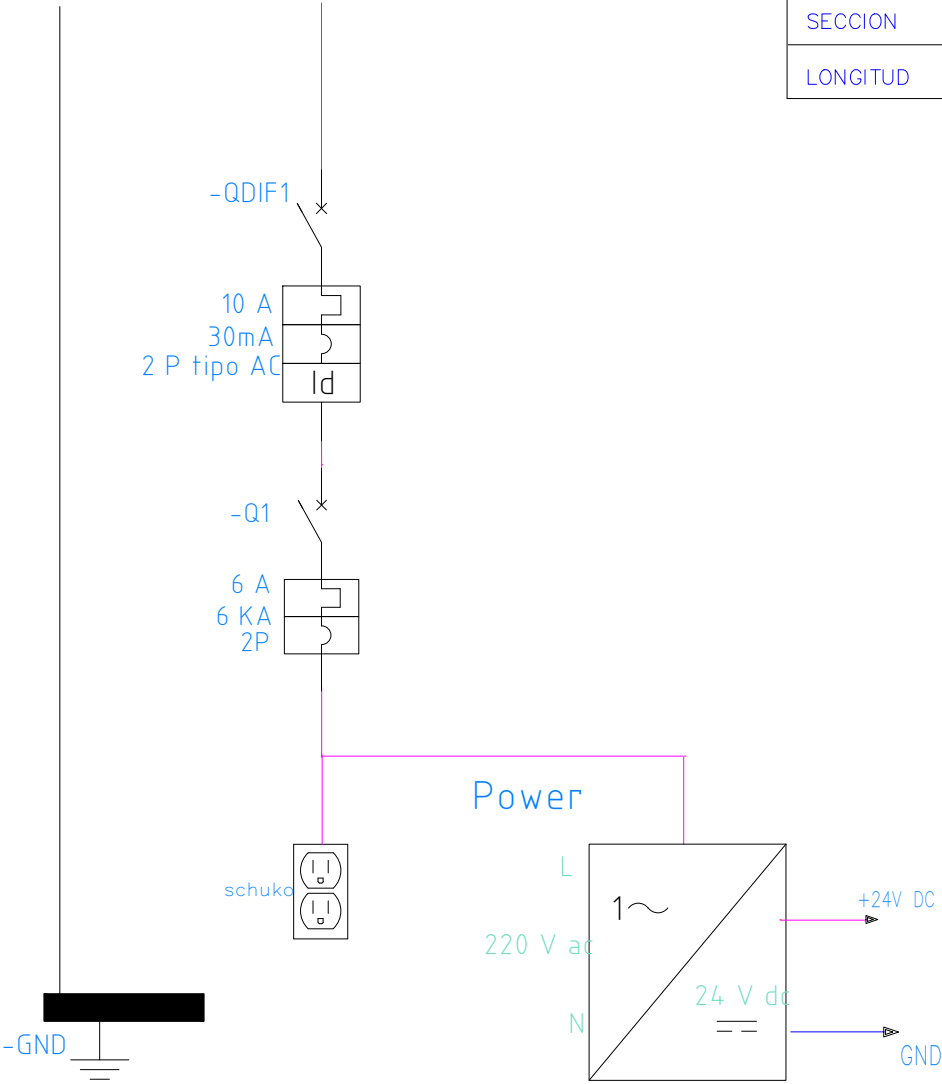 SECCION
LONGITUD
-QDIF1
10 A
30mA
2 P tipo AC
Id
-Q1
6 A
6 KA
2P
Power
schuko
L
1~
+24V DC
220 V ac
24 V dc
N
-GND
GND